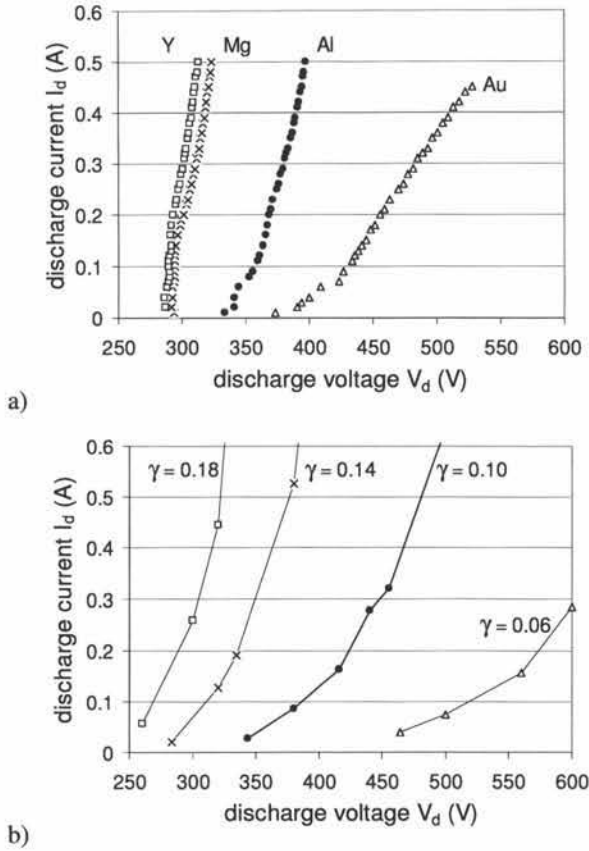 Y Mg Al Au
discharge current I_d (A)
0.6
0.5
0.4
0.3
0.2
0.1
0
250 300 350 400 450 500 550 600
discharge voltage V_d (V)
a)
γ = 0.18 γ = 0.14 γ = 0.10
γ = 0.06
discharge current I_d (A)
0.6
0.5
0.4
0.3
0.2
0.1
0
250 300 350 400 450 500 550 600
discharge voltage V_d (V)
b)